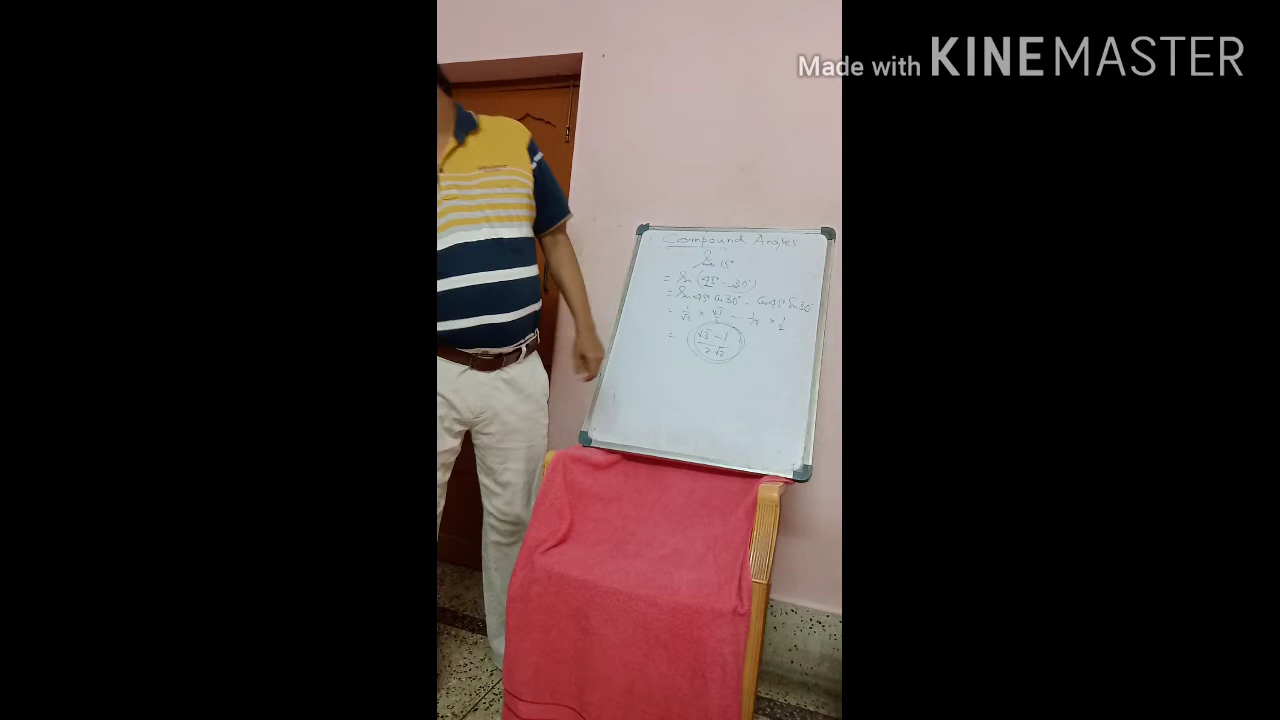 Made with KINEMASTER
Compound Angles
Sin 15°
= Sin (45° - 30°)
= Sin 45° Cos 30° - Cos 45° Sin 30°
= 1/√2 × √3/2 - 1/√2 × 1/2
= √3 - 1 / 2√2